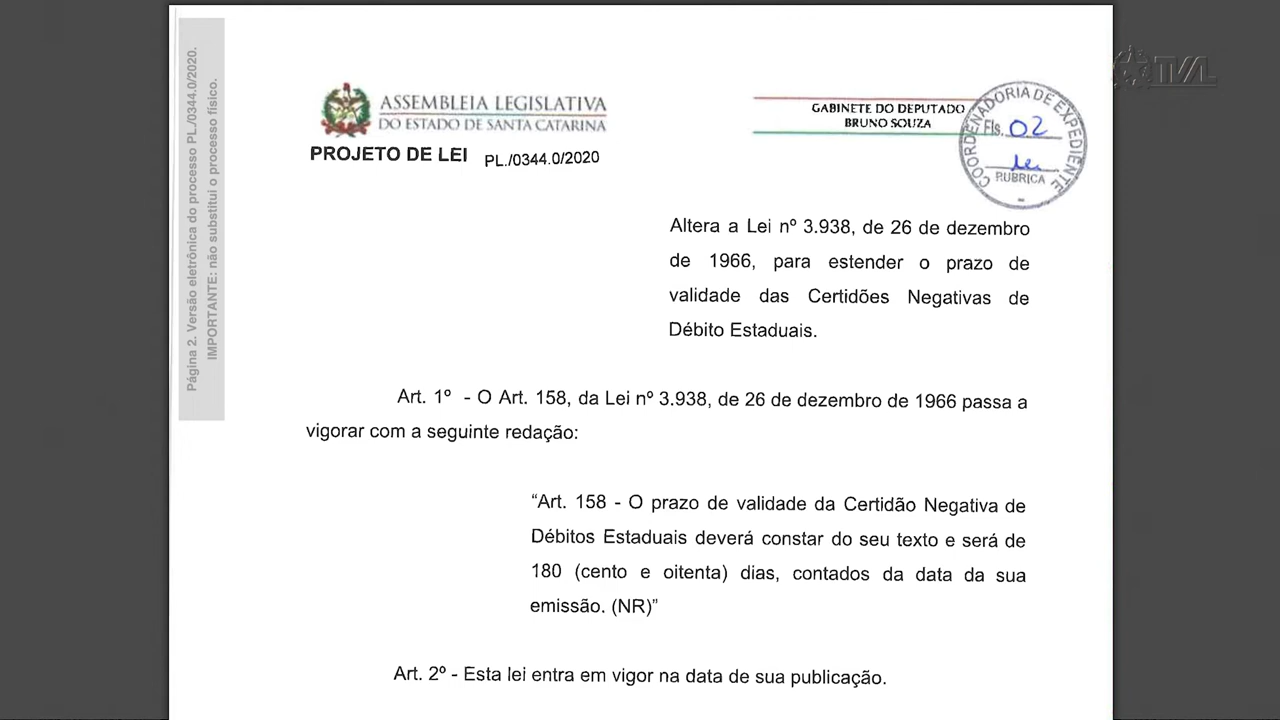 Página 2. Versão eletrônica do processo PL./0344.0/2020.
IMPORTANTE: não substitui o processo físico.
ASSEMBLEIA LEGISLATIVA
DO ESTADO DE SANTA CATARINA
GABINETE DO DEPUTADO
BRUNO SOUZA
COORDENADORIA DE EXPEDIENTE
Fls. 02
RUBRICA
TVAL
PROJETO DE LEI PL./0344.0/2020
Altera a Lei nº 3.938, de 26 de dezembro
de 1966, para estender o prazo de
validade das Certidões Negativas de
Débito Estaduais.
Art. 1º - O Art. 158, da Lei nº 3.938, de 26 de dezembro de 1966 passa a
vigorar com a seguinte redação:
“Art. 158 - O prazo de validade da Certidão Negativa de
Débitos Estaduais deverá constar do seu texto e será de
180 (cento e oitenta) dias, contados da data da sua
emissão. (NR)”
Art. 2º - Esta lei entra em vigor na data de sua publicação.